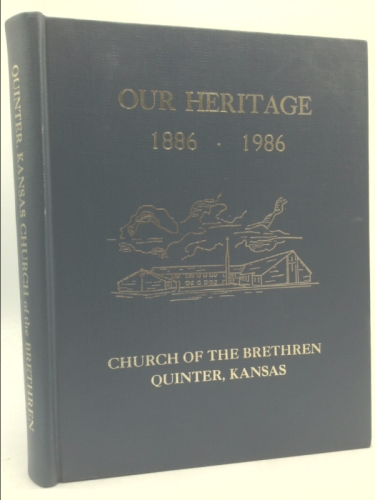 OUR HERITAGE
1886 · 1986
CHURCH OF THE BRETHREN
QUINTER, KANSAS
QUINTER, KANSAS CHURCH of the BRETHREN